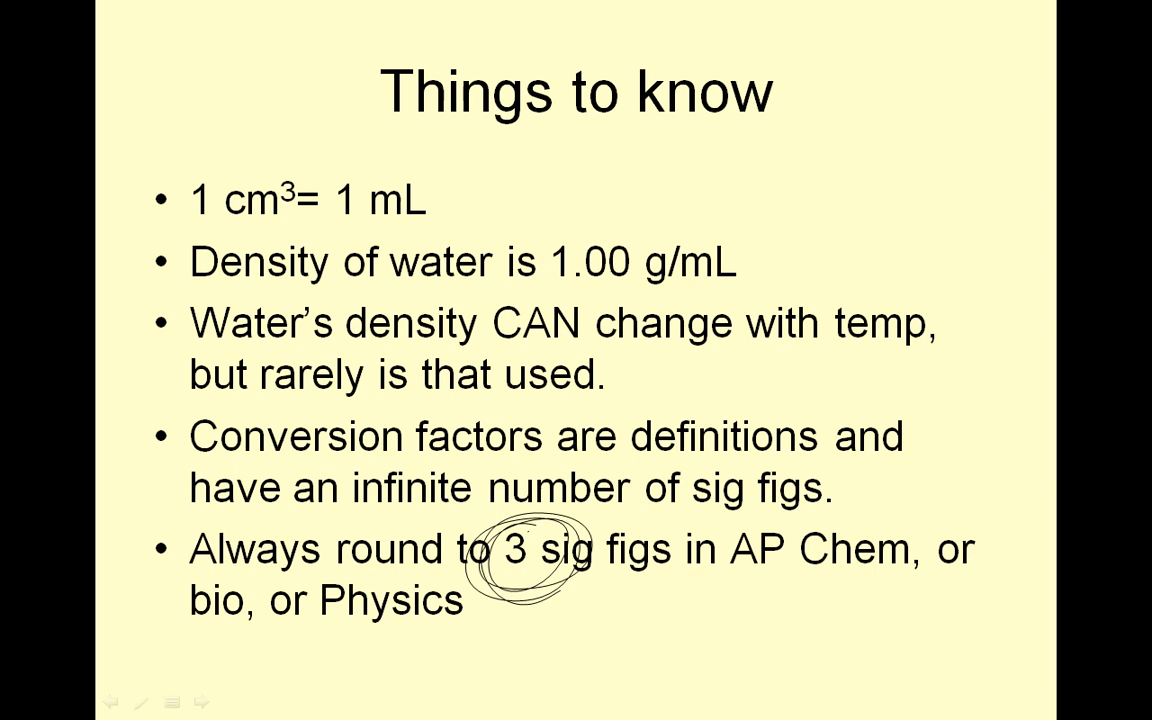 Things to know
• 1 cm³= 1 mL
• Density of water is 1.00 g/mL
• Water’s density CAN change with temp,
but rarely is that used.
• Conversion factors are definitions and
have an infinite number of sig figs.
• Always round to 3 sig figs in AP Chem, or
bio, or Physics